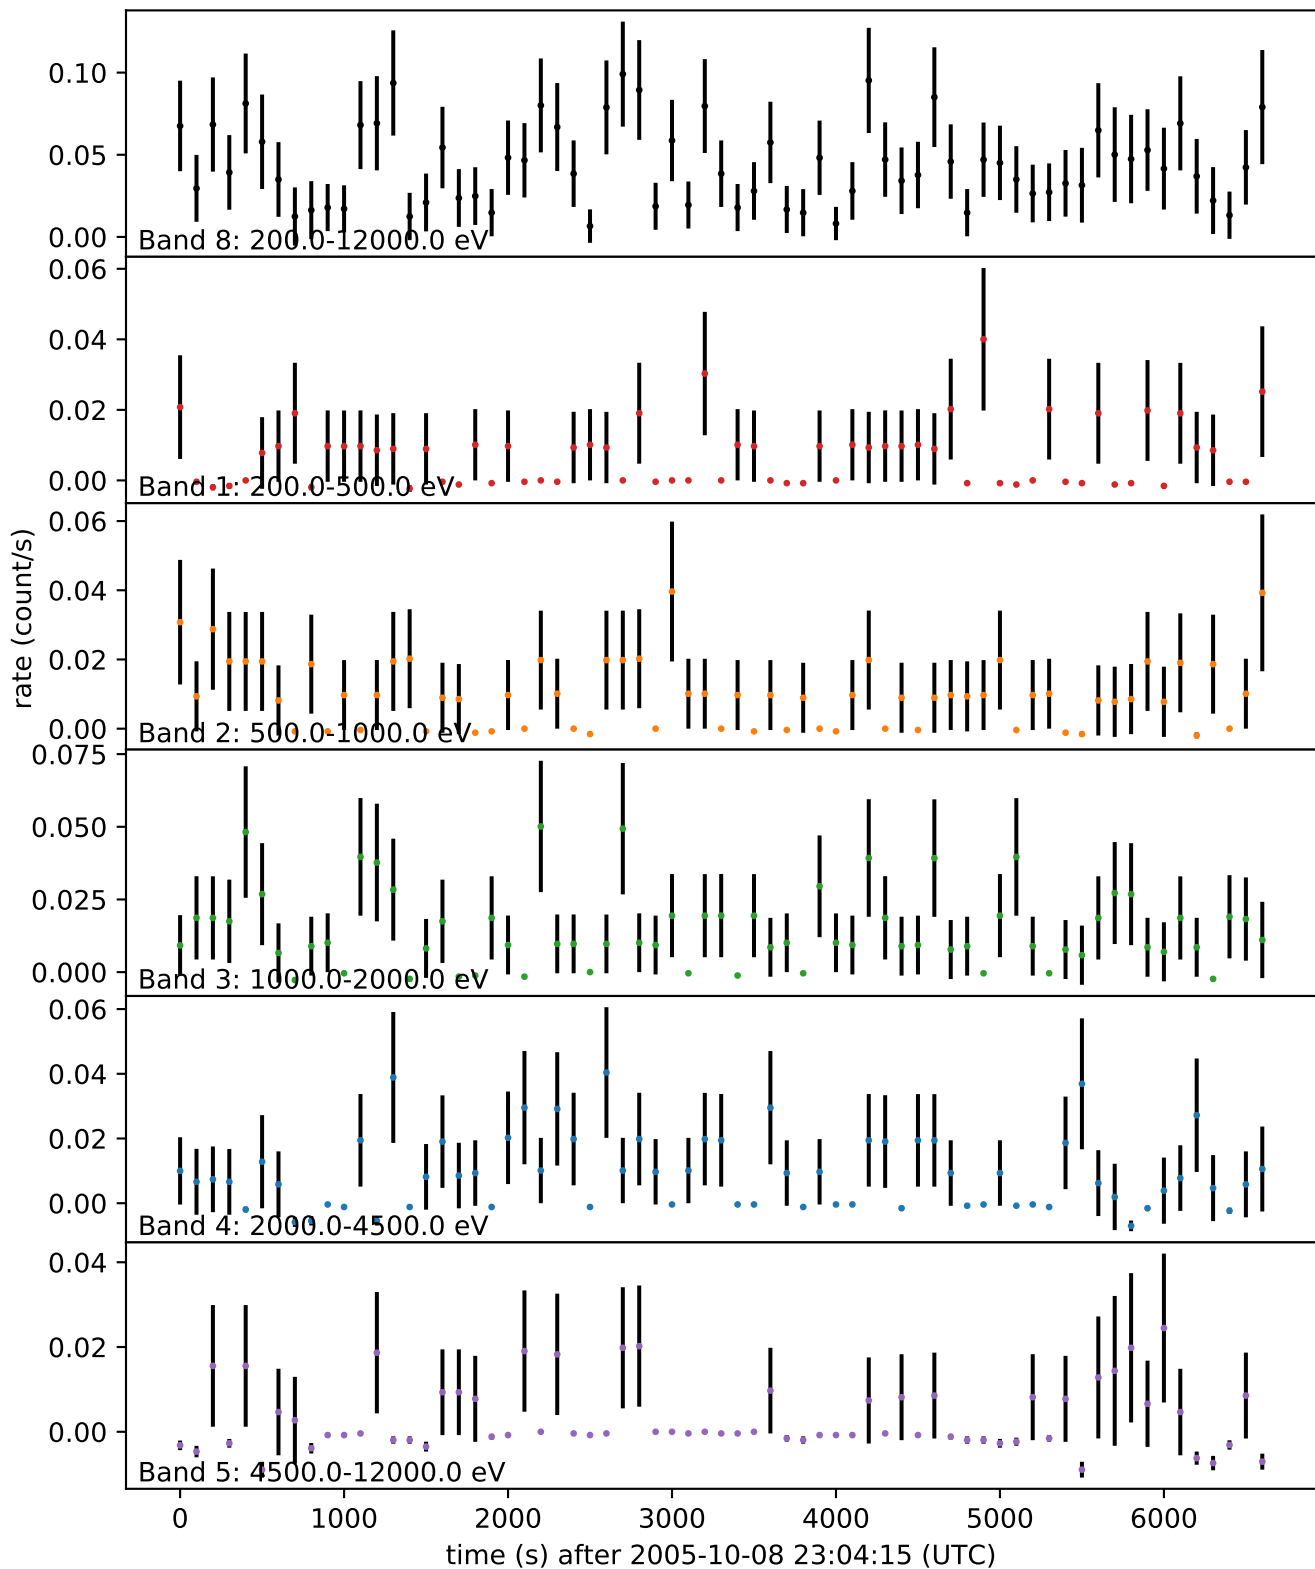 0.10
0.05
0.00
Band 8: 200.0-12000.0 eV
0.06
0.04
0.02
0.00
Band 1: 200.0-500.0 eV
rate (count/s)
0.06
0.04
0.02
0.00
Band 2: 500.0-1000.0 eV
0.075
0.050
0.025
0.000
Band 3: 1000.0-2000.0 eV
0.06
0.04
0.02
0.00
Band 4: 2000.0-4500.0 eV
0.04
0.02
0.00
Band 5: 4500.0-12000.0 eV
0 1000 2000 3000 4000 5000 6000
time (s) after 2005-10-08 23:04:15 (UTC)